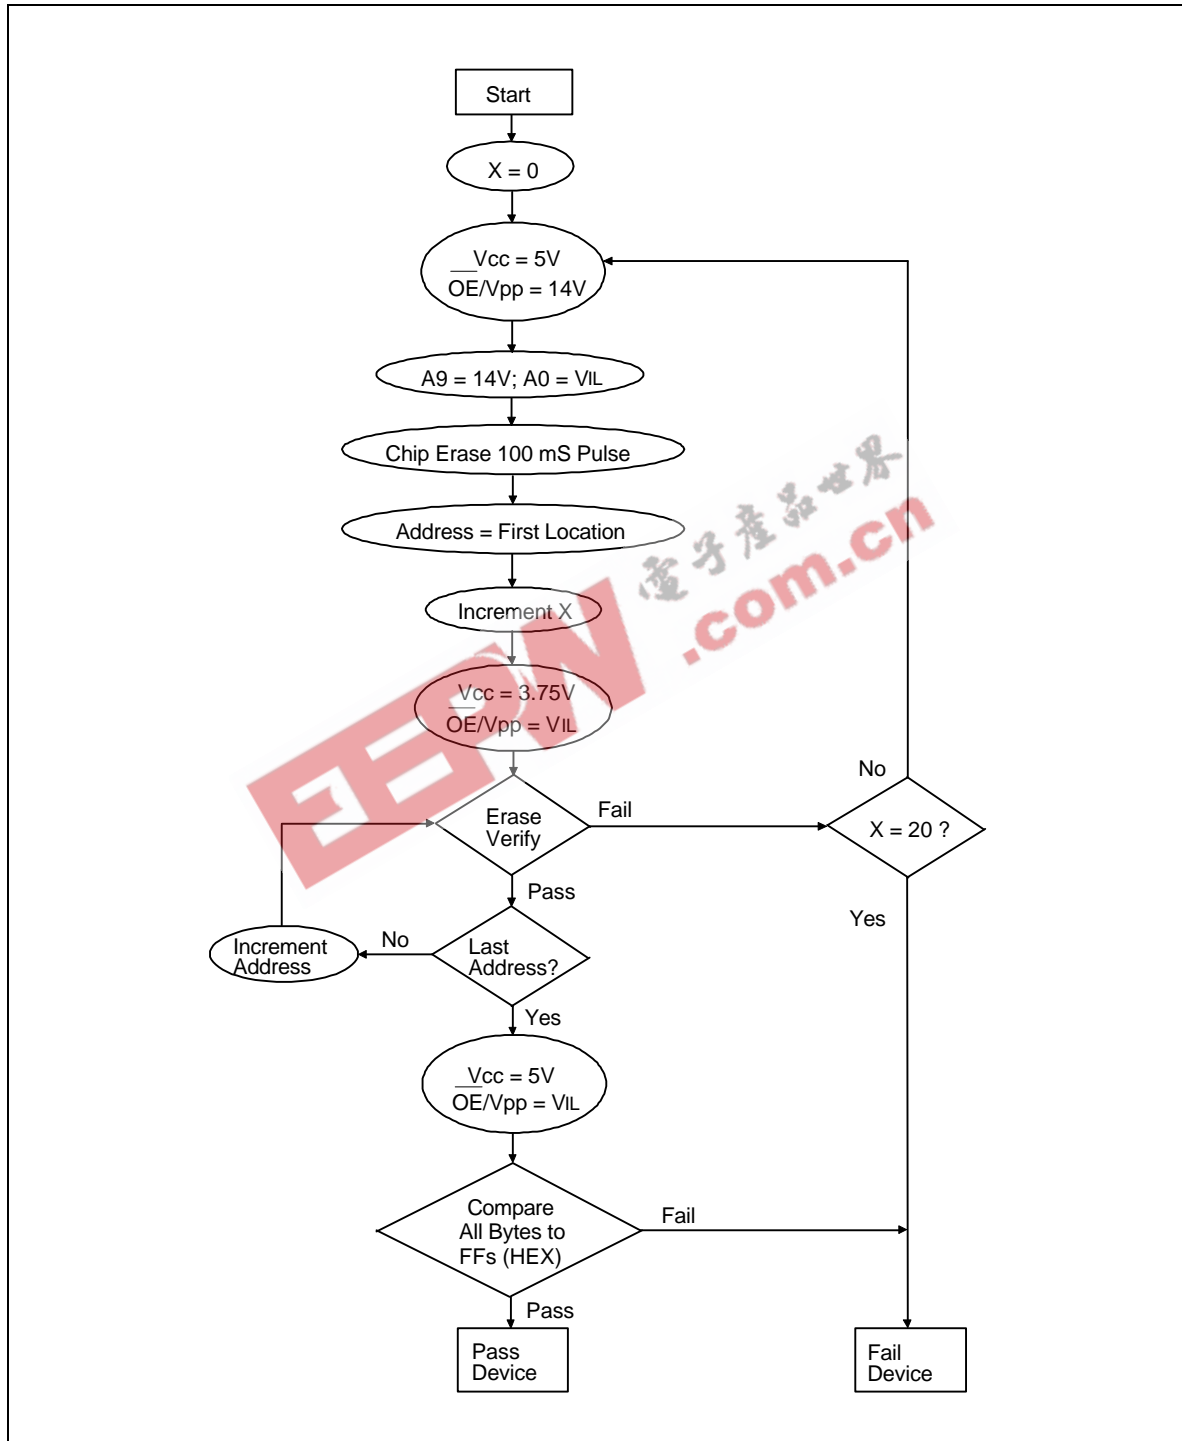 Start
X = 0
Vcc = 5V
OE/Vpp = 14V
A9 = 14V; A0 = VIL
Chip Erase 100 mS Pulse
Address = First Location
Increment X
Vcc = 3.75V
OE/Vpp = VIL
Erase
Verify
Fail
No
X = 20 ?
Yes
Pass
Increment
Address
No
Last
Address?
Yes
Vcc = 5V
OE/Vpp = VIL
Compare
All Bytes to
FFs (HEX)
Fail
Pass
Pass
Device
Fail
Device
EEPW
電子產品世界
.com.cn